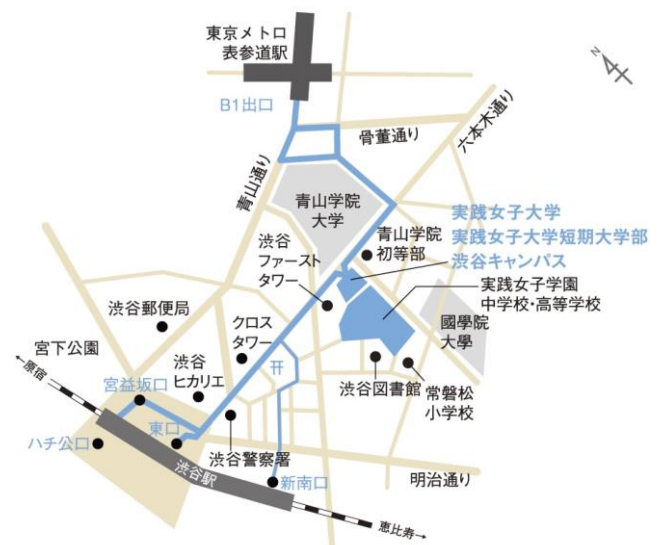 東京メトロ
表参道駅
N
B1出口
骨董通り
六本木通り
青山通り
青山学院
大学
実践女子大学
実践女子大学短期大学部
渋谷キャンパス
青山学院
初等部
渋谷
ファースト
タワー
実践女子学園
中学校・高等学校
國學院
大學
渋谷郵便局
クロス
タワー
宮下公園
渋谷
ヒカリエ
渋谷図書館
常磐松
小学校
←原宿
宮益坂口
ハチ公口
東口
渋谷警察署
渋谷駅
新南口
明治通り
恵比寿→